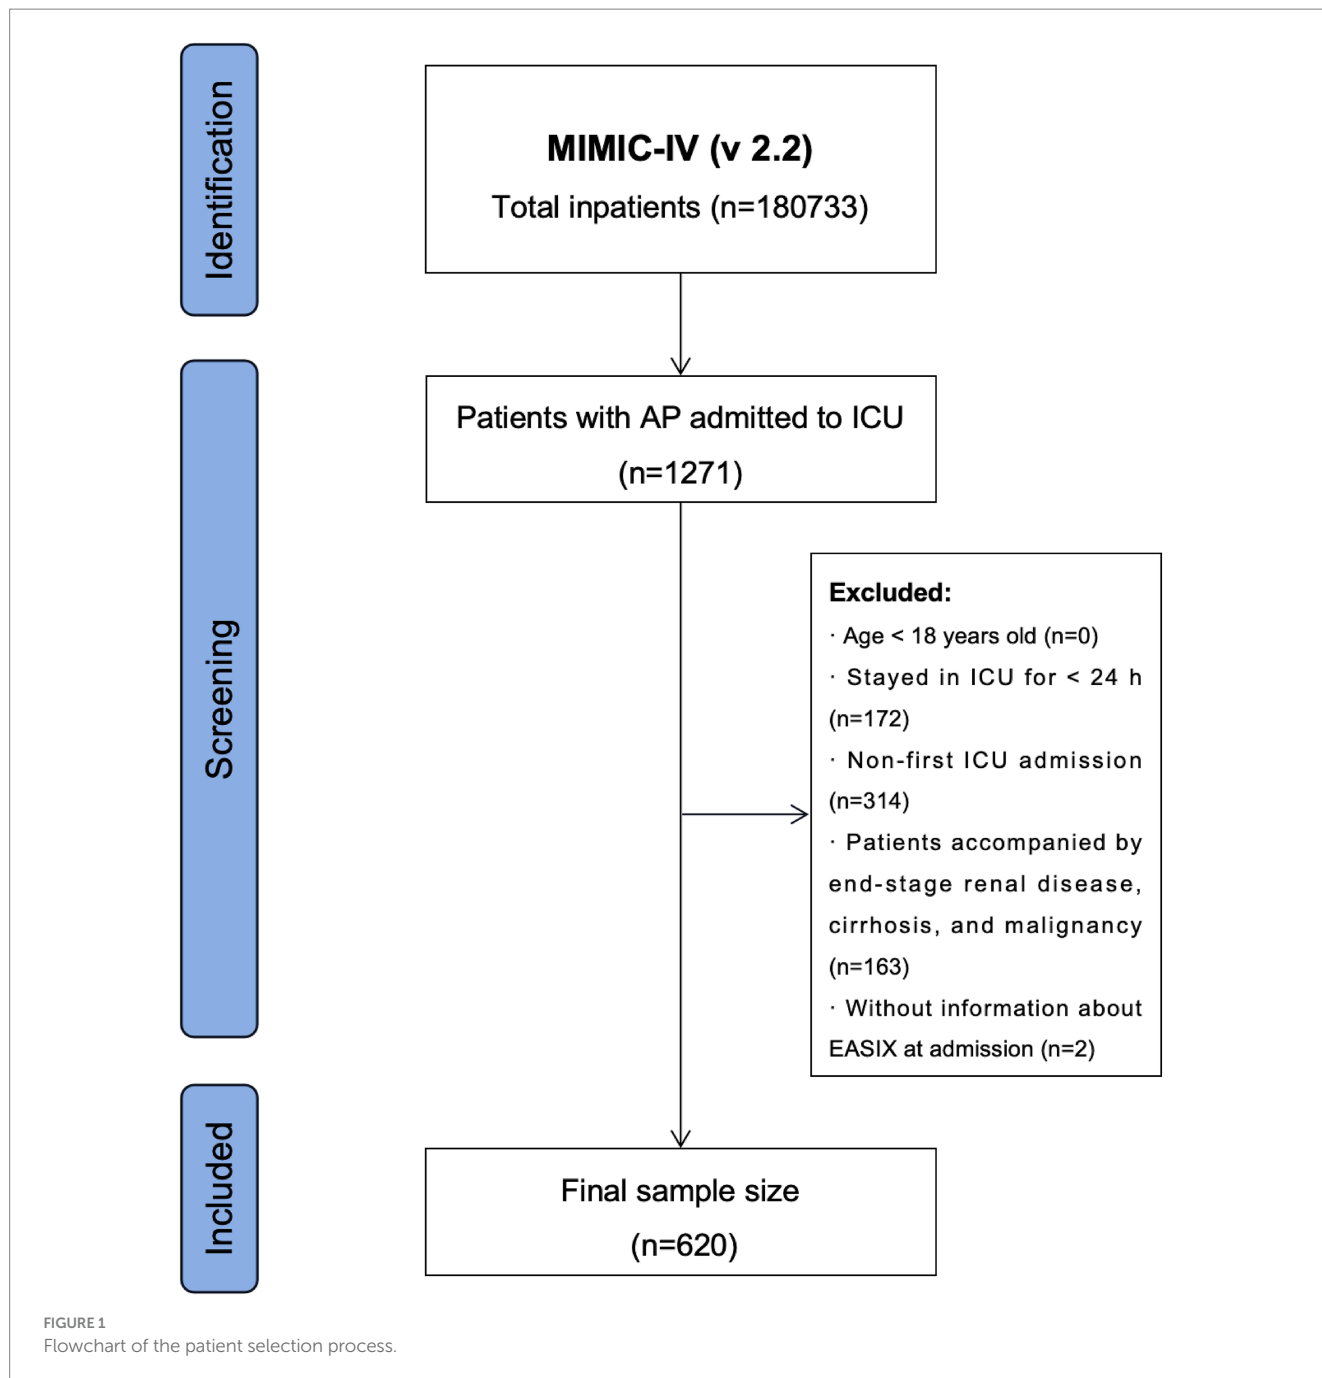 Identification
MIMIC-IV (v 2.2)
Total inpatients (n=180733)
Screening
Patients with AP admitted to ICU
(n=1271)
Excluded:
· Age < 18 years old (n=0)
· Stayed in ICU for < 24 h
(n=172)
· Non-first ICU admission
(n=314)
· Patients accompanied by
end-stage renal disease,
cirrhosis, and malignancy
(n=163)
· Without information about
EASIX at admission (n=2)
Included
Final sample size
(n=620)
FIGURE 1
Flowchart of the patient selection process.